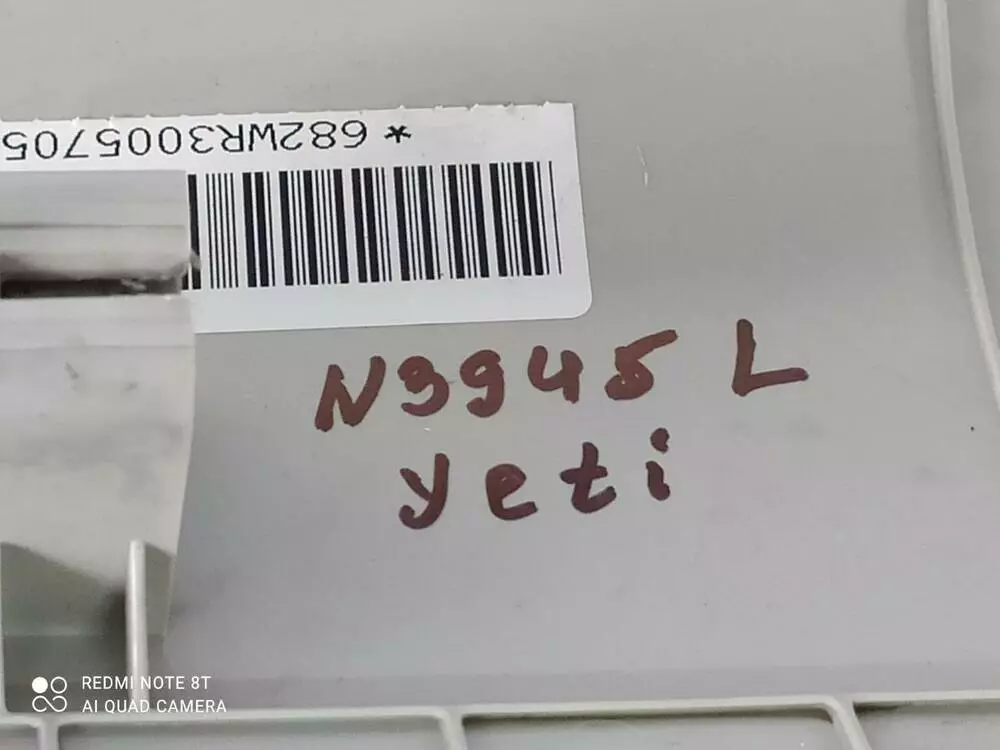 *682WR3005705
N3945 L
yeti
REDMI NOTE 8T
AI QUAD CAMERA